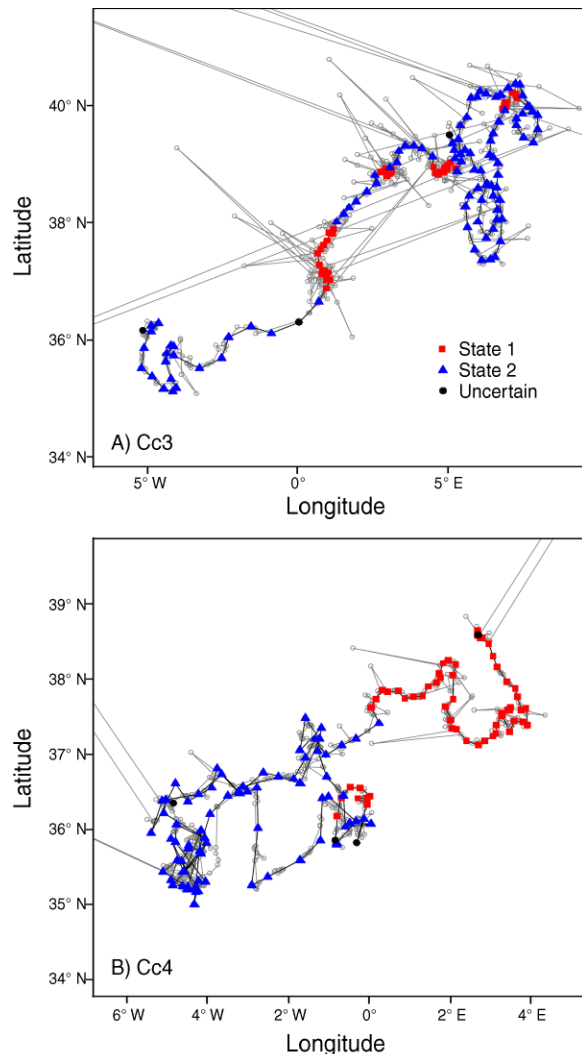 40° N
38° N
36° N
34° N
Latitude
State 1
State 2
Uncertain
A) Cc3
5° W
0°
5° E
Longitude
39° N
38° N
37° N
36° N
35° N
34° N
Latitude
B) Cc4
6° W
4° W
2° W
0°
2° E
4° E
Longitude